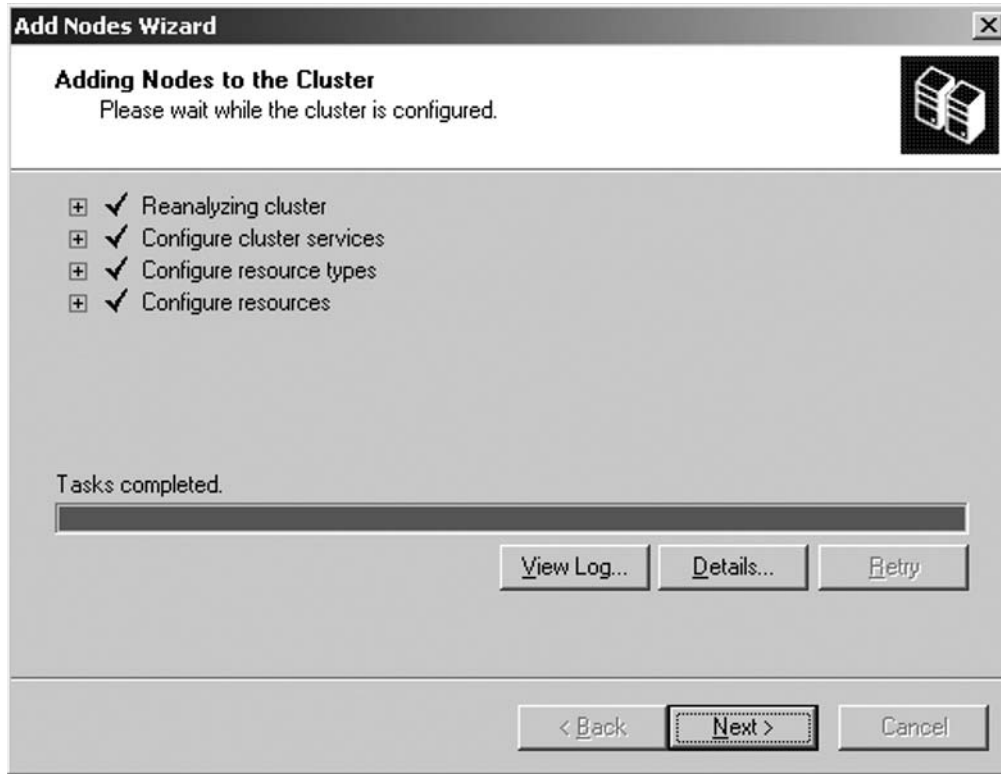 Add Nodes Wizard
Adding Nodes to the Cluster
Please wait while the cluster is configured.
Reanalyzing cluster
Configure cluster services
Configure resource types
Configure resources
Tasks completed.
View Log... Details... Retry
< Back Next > Cancel